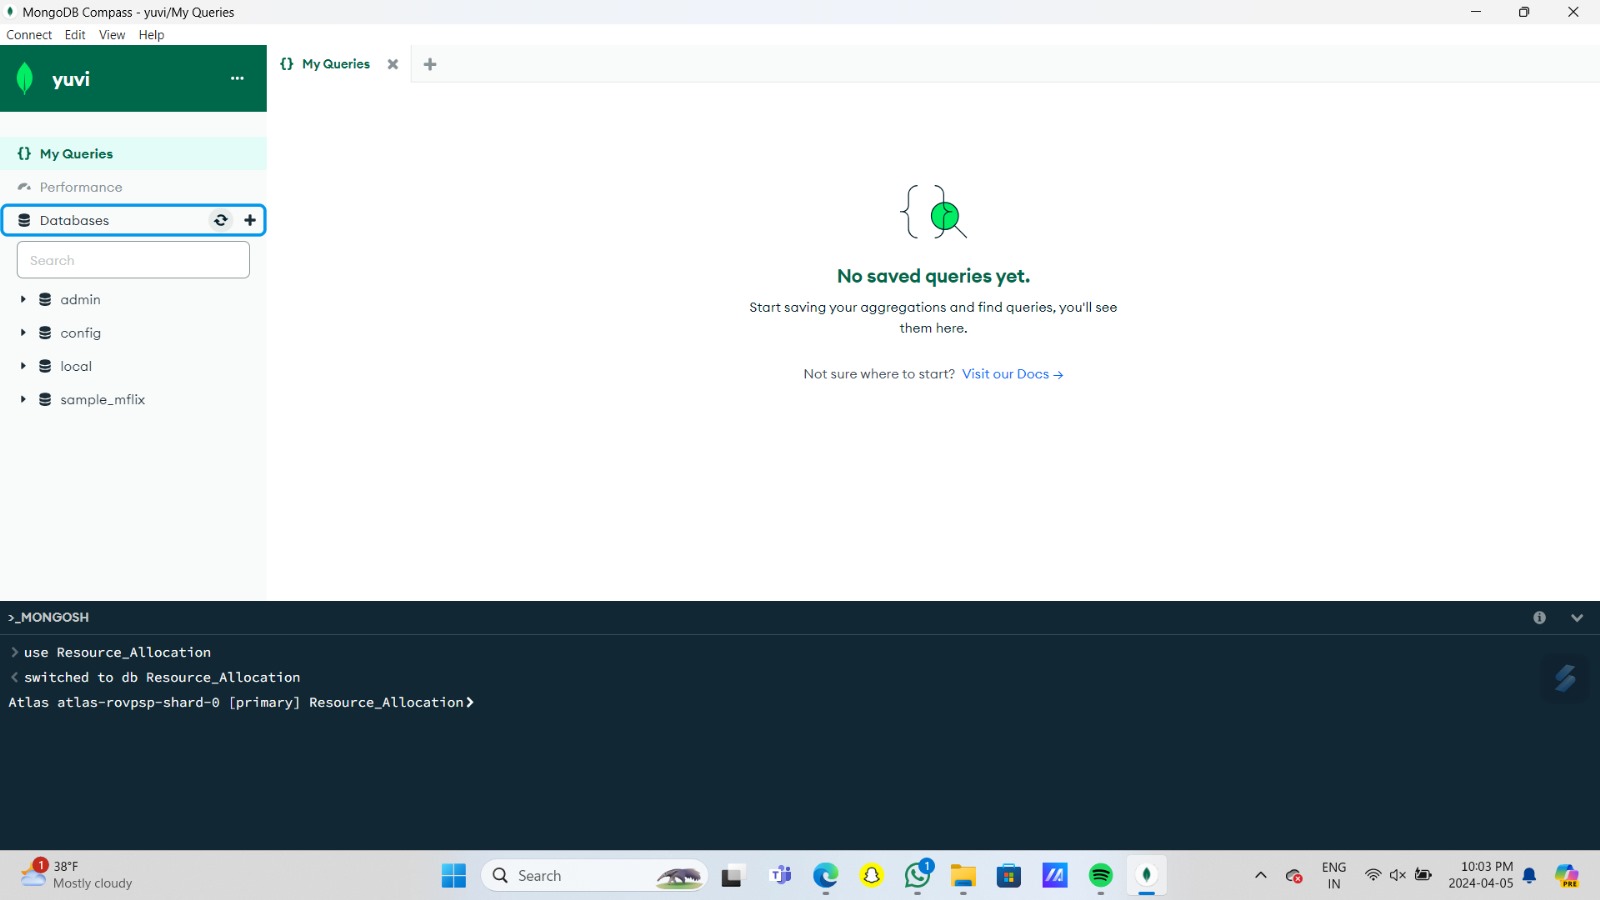 MongoDB Compass - yuvi/My Queries
Connect Edit View Help
yuvi ...
{} My Queries
My Queries
Performance
Databases
Search
admin
config
local
sample_mflix
No saved queries yet.
Start saving your aggregations and find queries, you'll see
them here.
Not sure where to start? Visit our Docs →
>_MONGOSH
> use Resource_Allocation
< switched to db Resource_Allocation
Atlas atlas-rovpsp-shard-0 [primary] Resource_Allocation>
1
38°F
Mostly cloudy
Search
1
ENG
IN
10:03 PM
2024-04-05
PRE